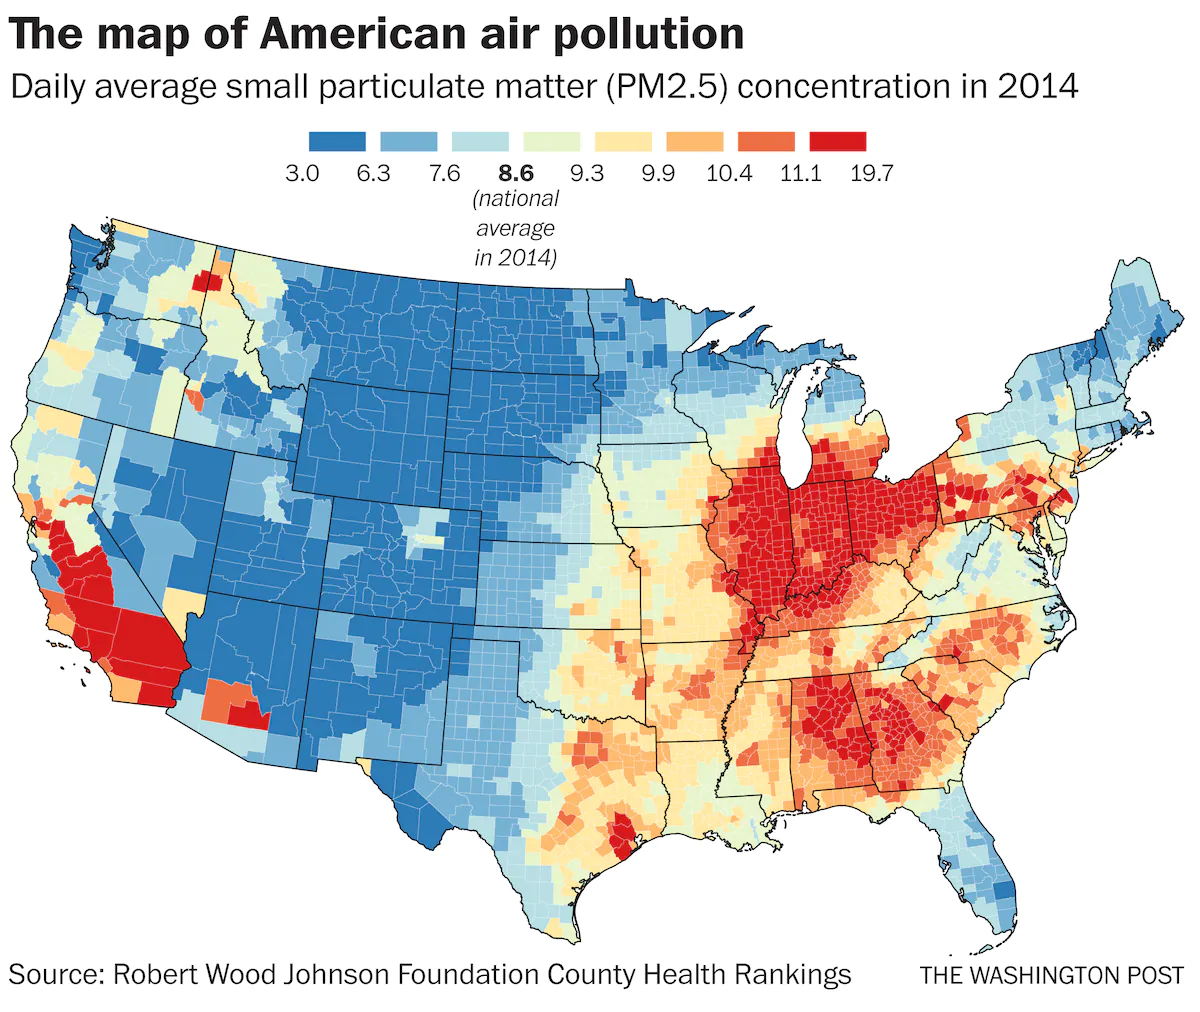 The map of American air pollution
Daily average small particulate matter (PM2.5) concentration in 2014
3.0 6.3 7.6 8.6 9.3 9.9 10.4 11.1 19.7
(national
average
in 2014)
Source: Robert Wood Johnson Foundation County Health Rankings
THE WASHINGTON POST